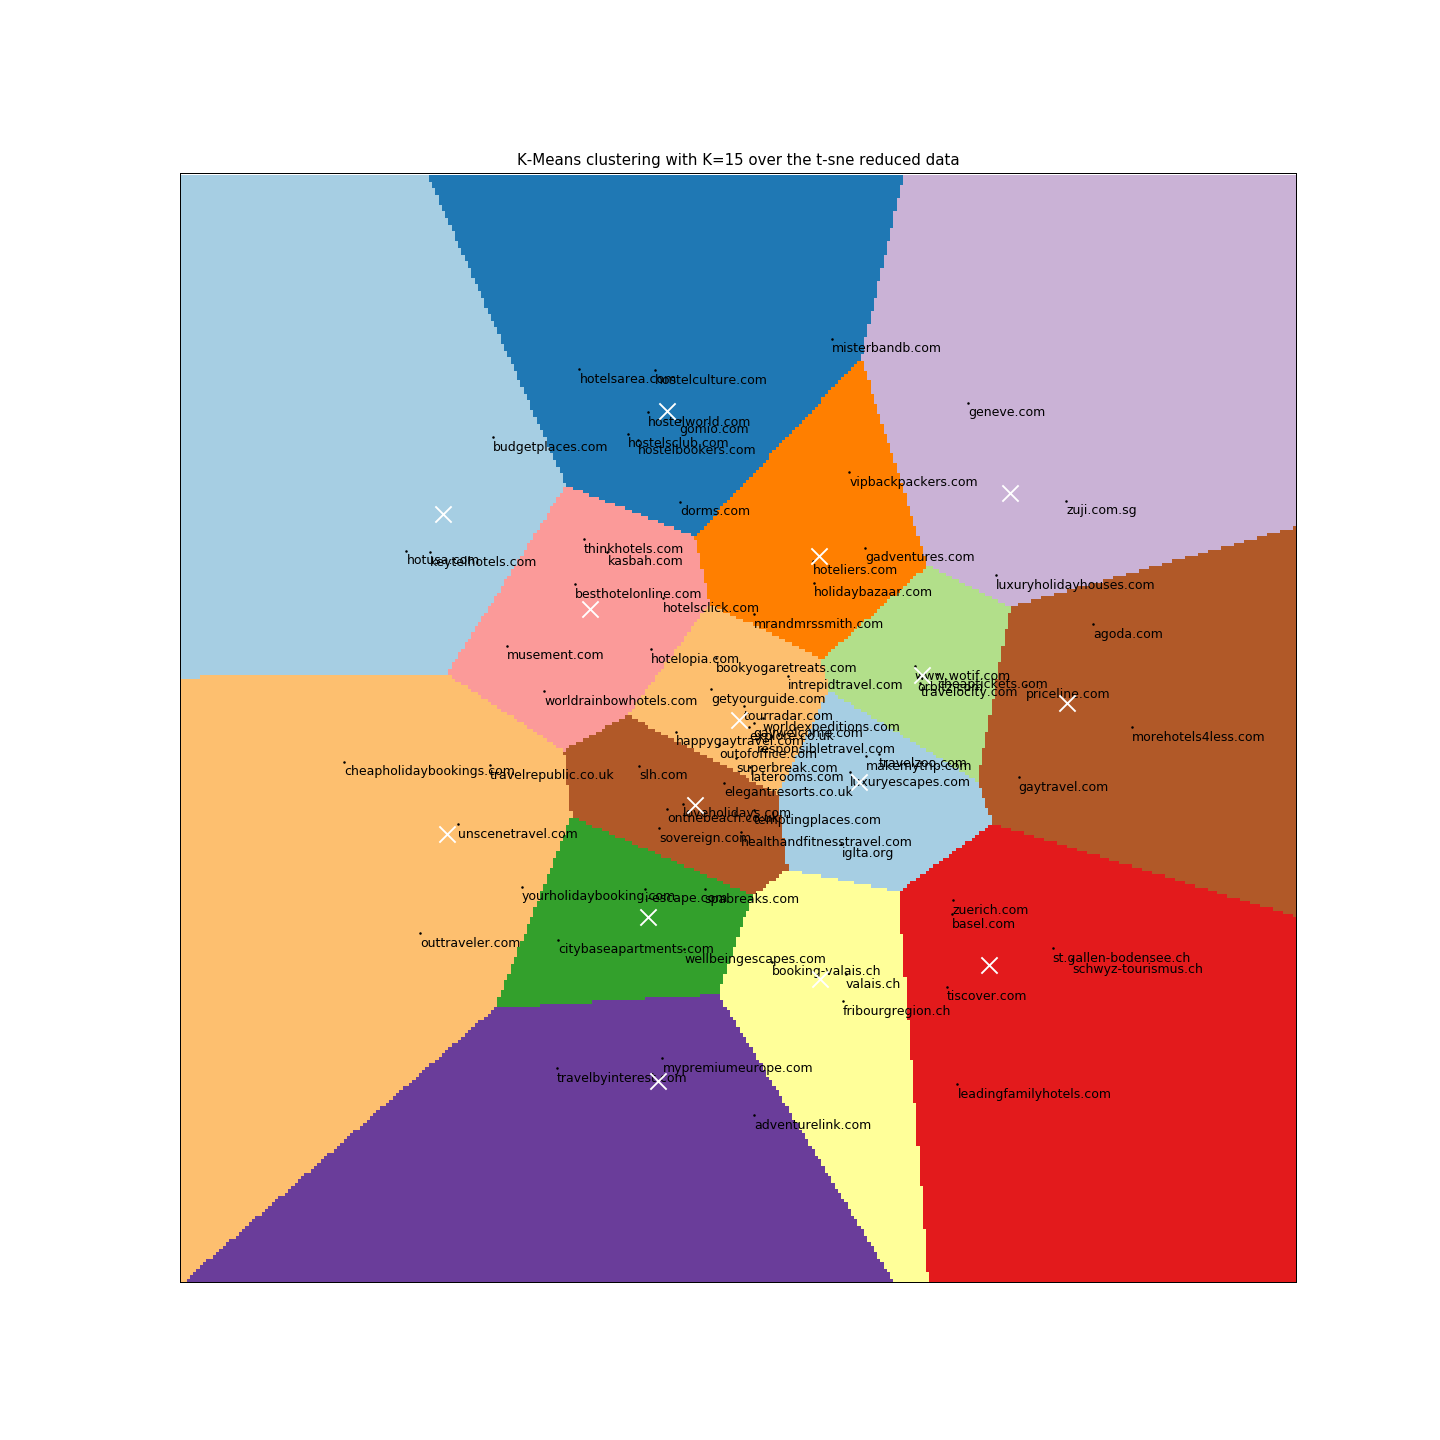 K-Means clustering with K=15 over the t-sne reduced data
misterbandb.com
hotelsarea.com
hostelculture.com
geneve.com
hostelworld.com
gomio.com
hostelsclub.com
budgetplaces.com
hostelbookers.com
vipbackpackers.com
zuji.com.sg
dorms.com
thinkhotels.com
gadventures.com
hotusa.com
keytelhotels.com
kasbah.com
hoteliers.com
luxuryholidayhouses.com
holidaybazaar.com
besthotelonline.com
hotelsclick.com
mrandmrssmith.com
agoda.com
musement.com
hotelopia.com
bookyogaretreats.com
www.wotif.com
intrepidtravel.com
cheaptickets.com
orbitz.com
travelocity.com
priceline.com
worldrainbowhotels.com
getyourguide.com
tourradar.com
worldexpeditions.com
gaywelcome.com
explore.co.uk
morehotels4less.com
happygaytravel.com
responsibletravel.com
outofoffice.com
travelzoo.com
makemytrip.com
superbreak.com
cheapholidaybookings.com
travelrepublic.co.uk
slh.com
laterooms.com
luxuryescapes.com
gaytravel.com
elegantresorts.co.uk
onthebeach.co.uk
temptingplaces.com
unscenetravel.com
sovereign.com
healthandfitnesstravel.com
iglta.org
yourholidaybooking.com
i-escape.com
spabreaks.com
zuerich.com
basel.com
outtraveler.com
citybaseapartments.com
wellbeingescapes.com
st.gallen-bodensee.ch
schwyz-tourismus.ch
booking-valais.ch
valais.ch
tiscover.com
fribourgregion.ch
mypremiumeurope.com
travelbyinterest.com
leadingfamilyhotels.com
adventurelink.com